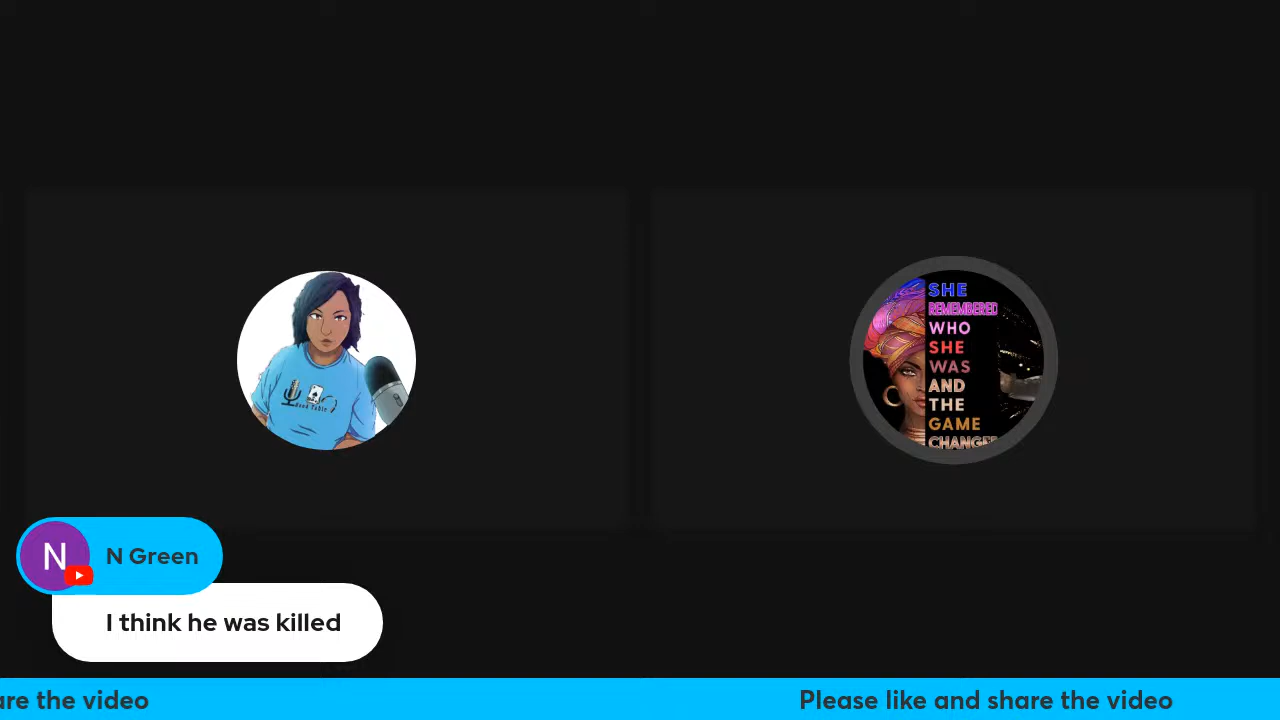 SHE
REMEMBERED
WHO
SHE
WAS
AND
THE
GAME
N
N Green
I think he was killed
are the video
Please like and share the video